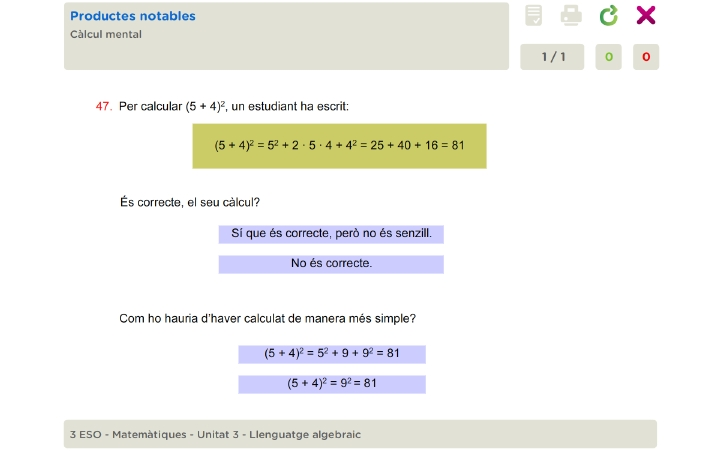 Productes notables
Càlcul mental
1 / 1
0
0
47. Per calcular (5 + 4)², un estudiant ha escrit:
(5 + 4)² = 5² + 2 · 5 · 4 + 4² = 25 + 40 + 16 = 81
És correcte, el seu càlcul?
Sí que és correcte, però no és senzill.
No és correcte.
Com ho hauria d'haver calculat de manera més simple?
(5 + 4)² = 5² + 9 + 9² = 81
(5 + 4)² = 9² = 81
3 ESO - Matemàtiques - Unitat 3 - Llenguatge algebraic